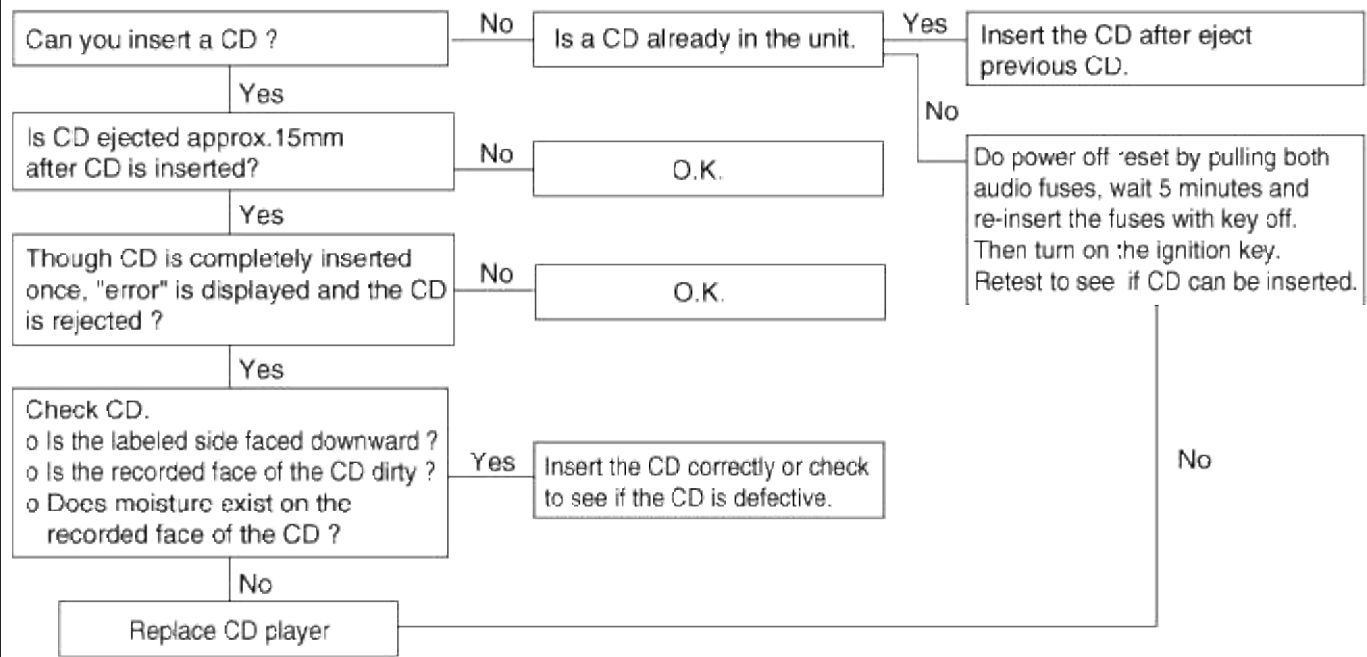 Can you insert a CD ?
No
Is a CD already in the unit.
Yes
Insert the CD after eject
previous CD.
Yes
No
Is CD ejected approx.15mm
after CD is inserted?
No
O.K.
Do power off reset by pulling both
audio fuses, wait 5 minutes and
re-insert the fuses with key off.
Then turn on the ignition key.
Retest to see if CD can be inserted.
Yes
Though CD is completely inserted
once, "error" is displayed and the CD
is rejected ?
No
O.K.
Yes
Check CD.
o Is the labeled side faced downward ?
o Is the recorded face of the CD dirty ?
o Does moisture exist on the
recorded face of the CD ?
Yes
Insert the CD correctly or check
to see if the CD is defective.
No
No
Replace CD player